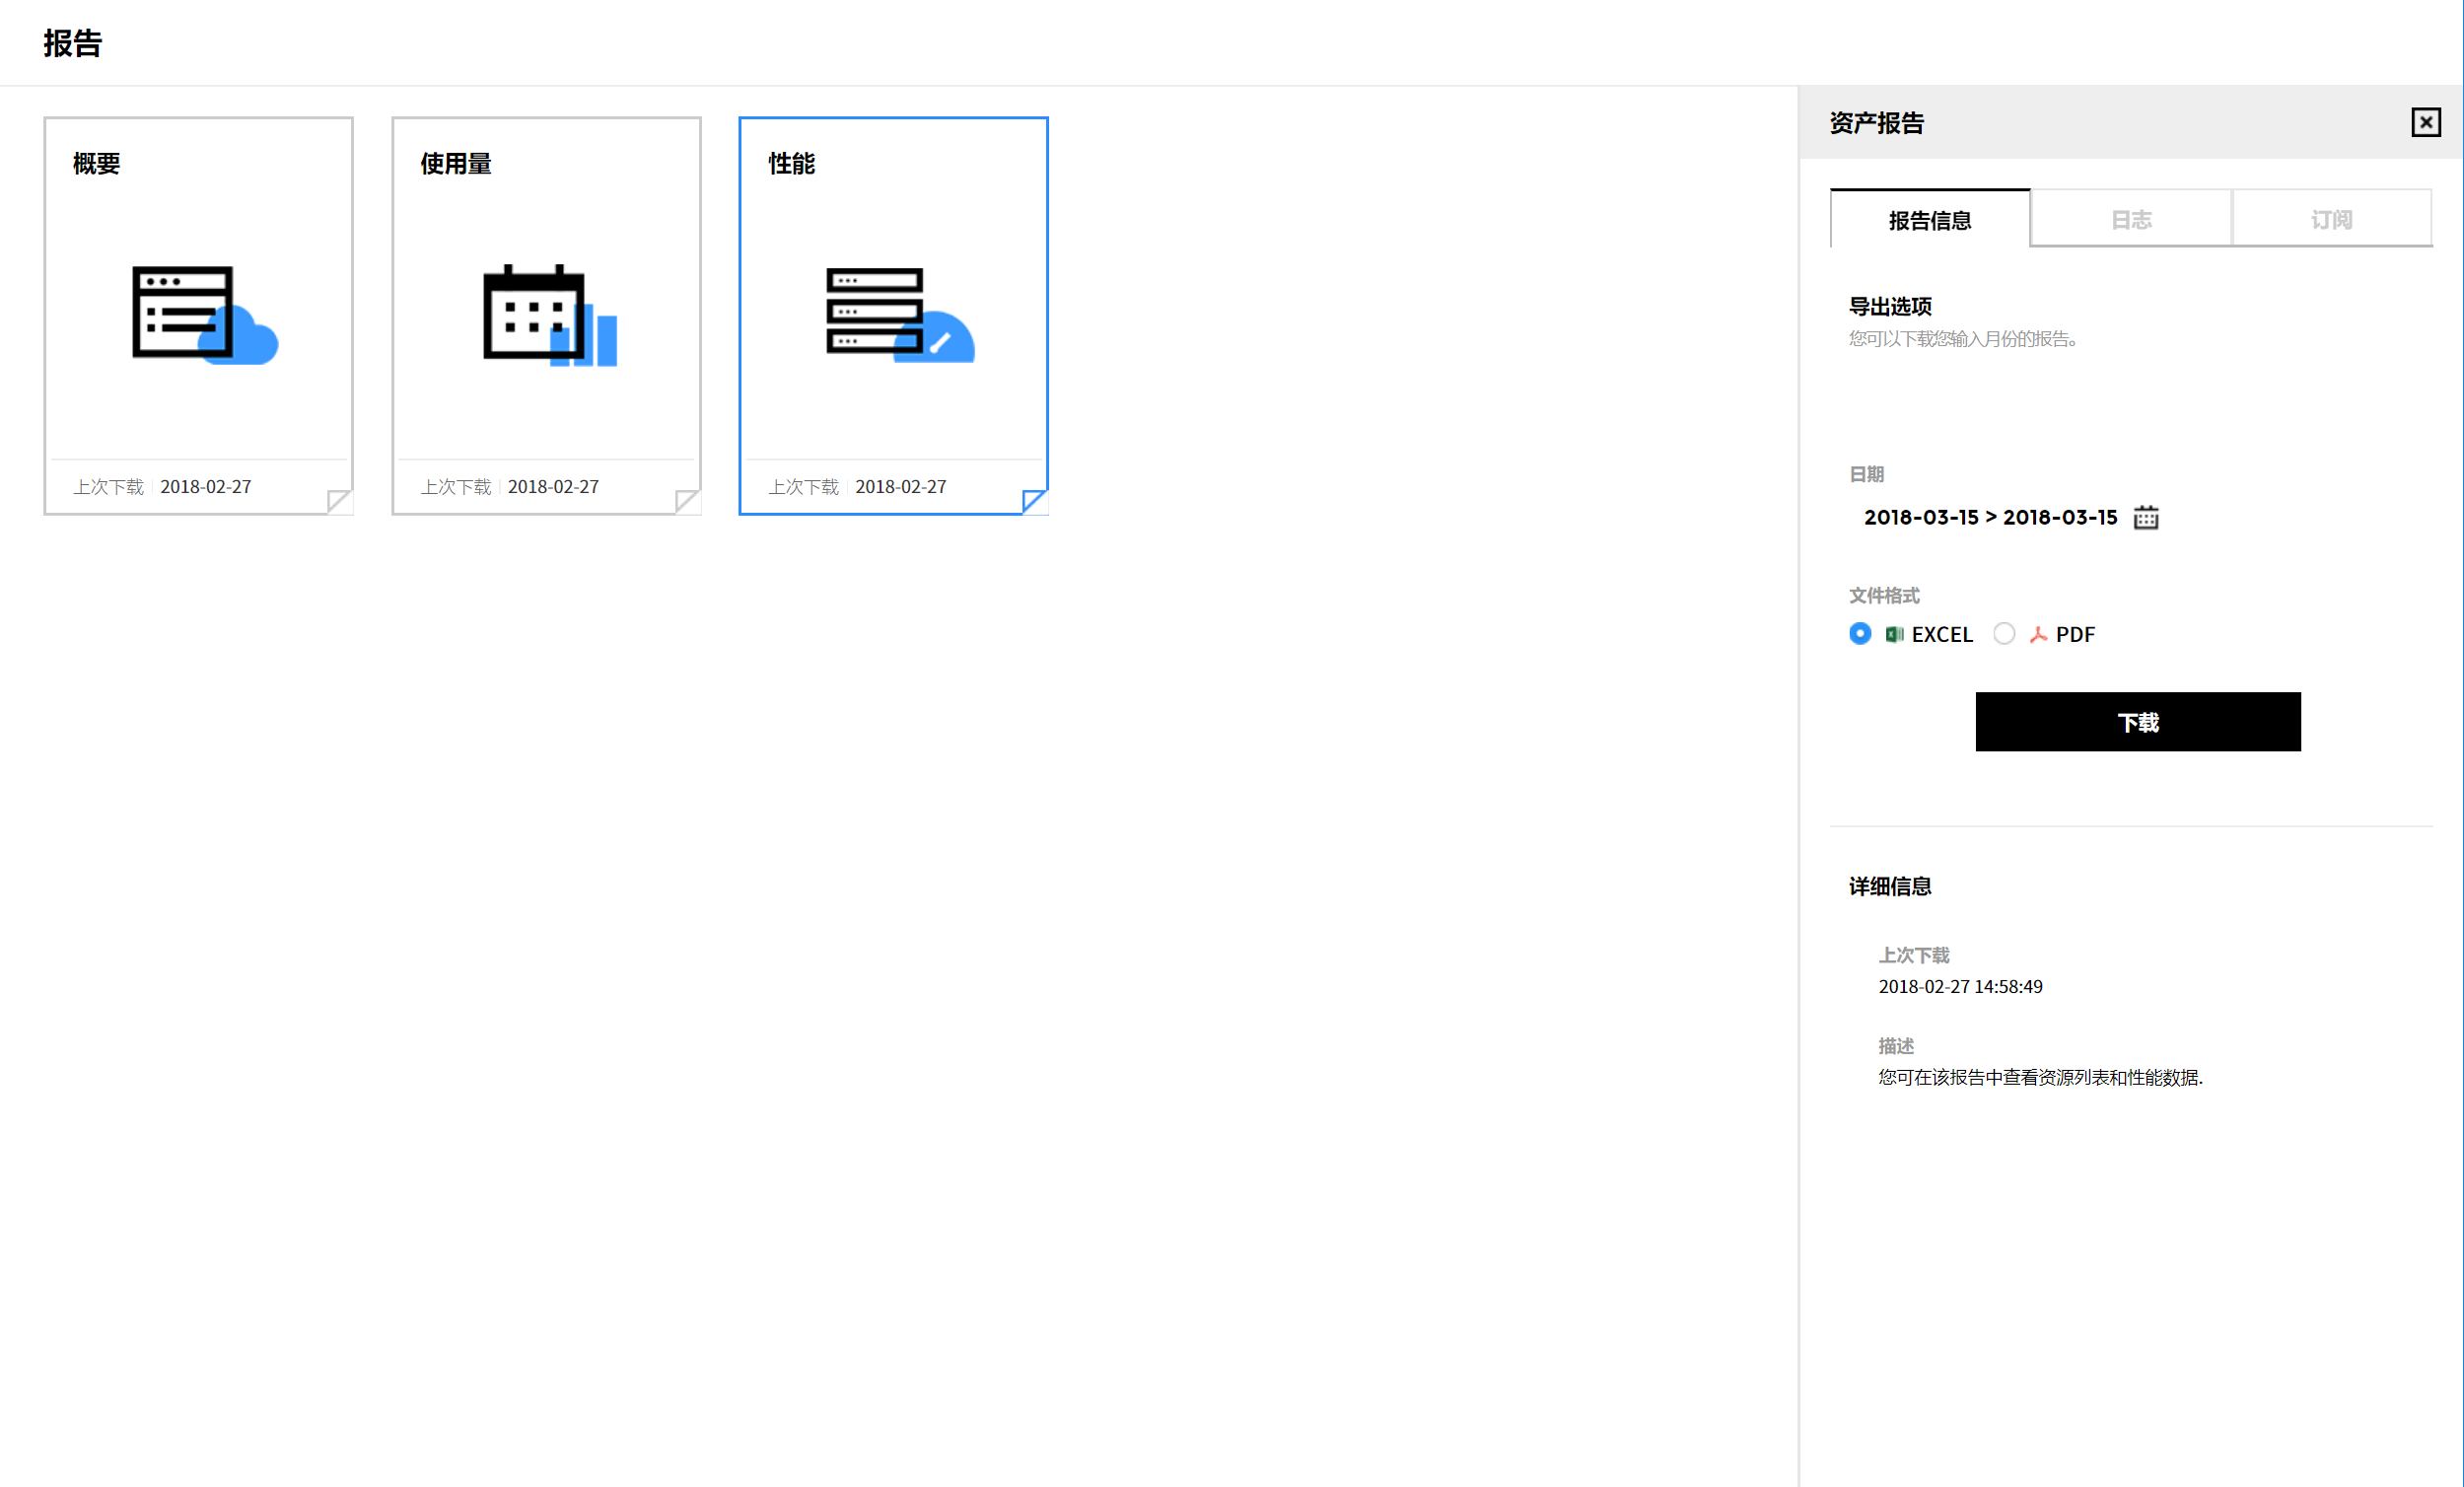 报告
概要
上次下载 2018-02-27
使用量
上次下载 2018-02-27
性能
上次下载 2018-02-27
资产报告
报告信息
日志
订阅
导出选项
您可以下载您输入月份的报告。
日期
2018-03-15 > 2018-03-15
文件格式
EXCEL PDF
下载
详细信息
上次下载
2018-02-27 14:58:49
描述
您可在该报告中查看资源列表和性能数据.